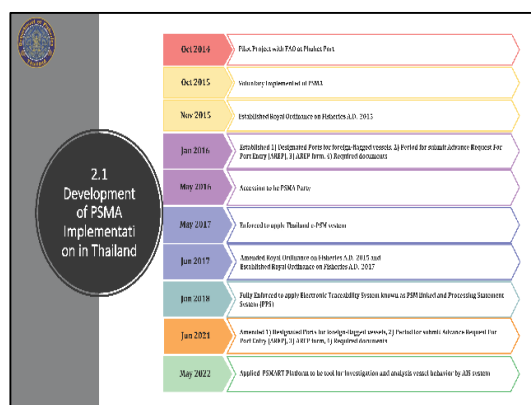 2.1
Development
of PSMA
Implementati
on in Thailand
Oct 2014
Pilot Project with FAO at Phuket Port
Oct 2015
Voluntary Implemented of PSMA
Nov 2015
Established Royal Ordinance on Fisheries A.D. 2015
Jan 2016
Established 1) Designated Ports for foreign-flagged vessels, 2) Period for submit Advance Request For
Port Entry [AREP], 3) AREP form, 4) Required documents
May 2016
Accession to be PSMA Party
May 2017
Enforced to apply Thailand e-PSM system
Jun 2017
Amended Royal Ordinance on Fisheries A.D. 2015 and
Established Royal Ordinance on Fisheries A.D. 2017
Jan 2018
Fully Enforced to apply Electronic Traceability System known as PSM Linked and Processing Statement
System (PPS)
Jun 2021
Amended 1) Designated Ports for foreign-flagged vessels, 2) Period for submit Advance Request For
Port Entry [AREP], 3) AREP form, 4) Required documents
May 2022
Applied PSMART Platform to be tool for investigation and analysis vessel behavior by AIS system